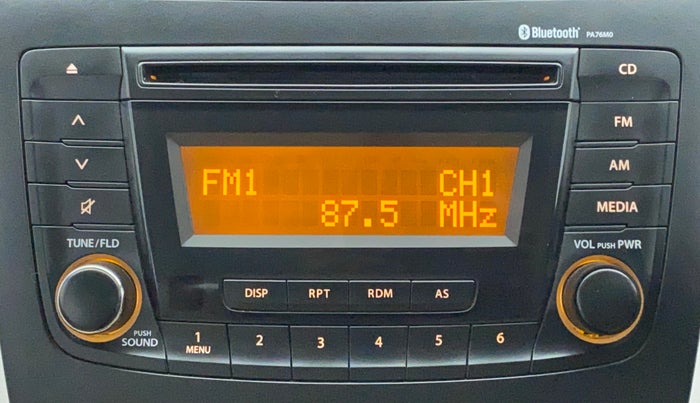 Bluetooth® PA76M0
CD
FM
AM
MEDIA
FM1 CH1
87.5 MHz
TUNE/FLD
VOL PUSH PWR
DISP RPT RDM AS
PUSH
SOUND
1 2 3 4 5 6
MENU